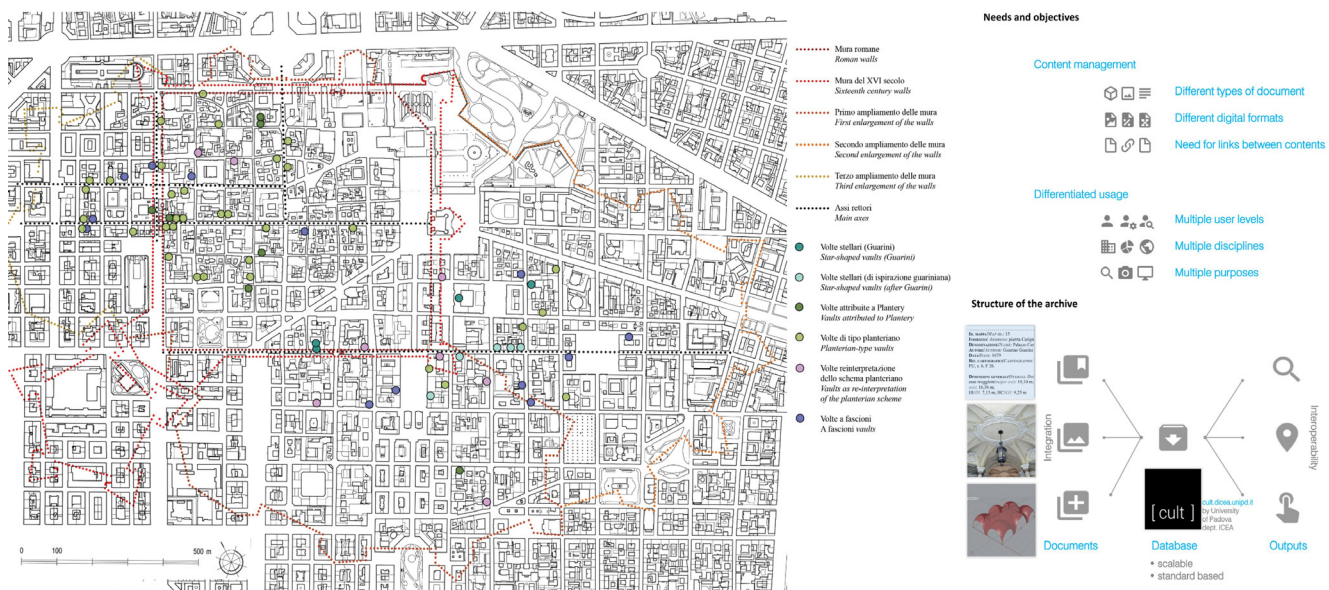 Mura romane
Roman walls
Mura del XVI secolo
Sixteenth century walls
Primo ampliamento delle mura
First enlargement of the walls
Secondo ampliamento delle mura
Second enlargement of the walls
Terzo ampliamento delle mura
Third enlargement of the walls
Assi rettori
Main axes
Volte stellari (Guarini)
Star-shaped vaults (Guarini)
Volte stellari (di ispirazione guariniana)
Star-shaped vaults (after Guarini)
Volte attribuite a Plantery
Vaults attributed to Plantery
Volte di tipo planteriano
Planterian-type vaults
Volte reinterpretazione
dello schema planteriano
Vaults as re-interpretation
of the planterian scheme
Volte a fascioni
A fascioni vaults
0 100 500 m
Needs and objectives
Content management
Different types of document
Different digital formats
Need for links between contents
Differentiated usage
Multiple user levels
Multiple disciplines
Multiple purposes
Structure of the archive
Integration
Interoperability
[ cult ]
cult.dicea.unipd.it
by University
of Padova
dept. ICEA
Documents
Database
Outputs
• scalable
• standard based